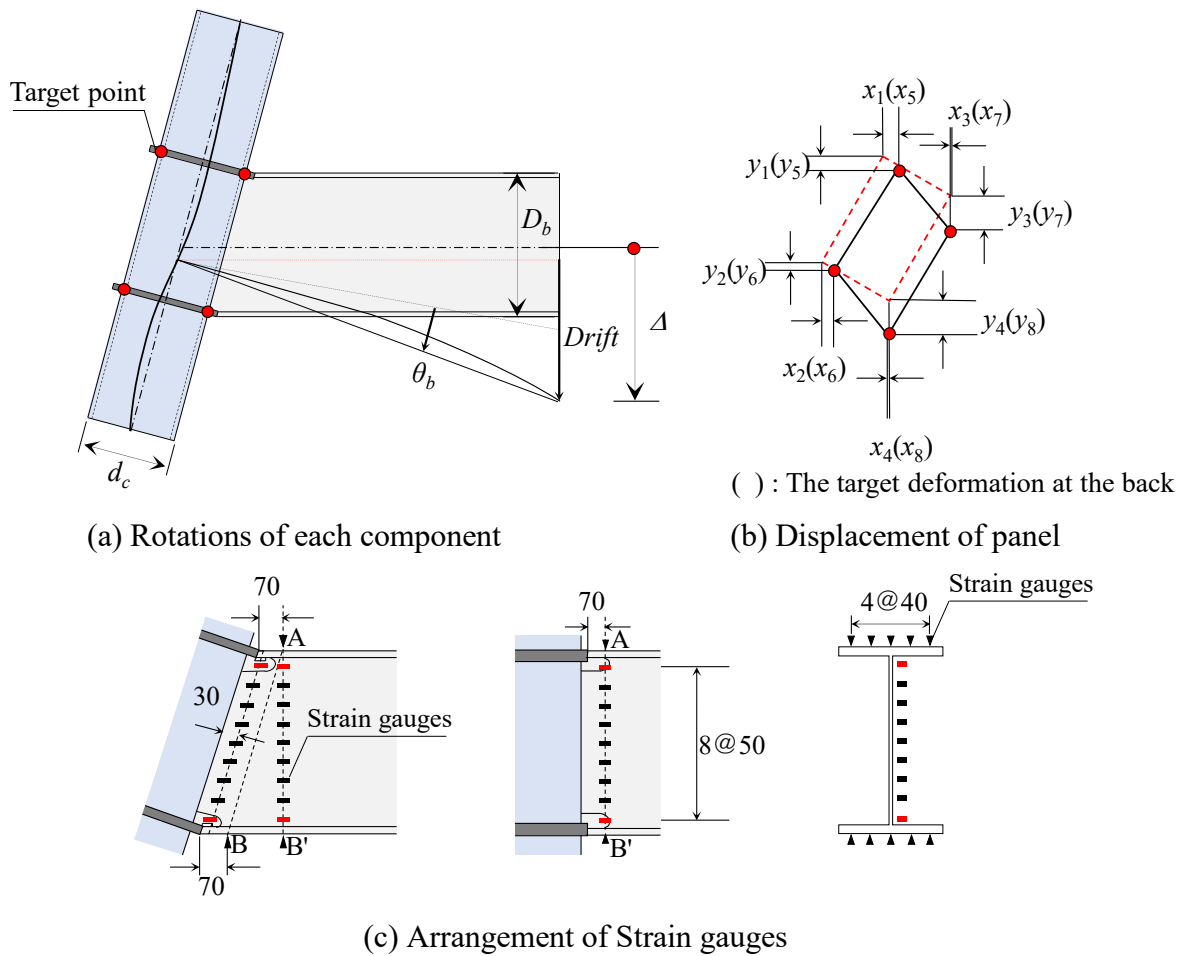 Target point
D_b
Drift
Δ
θ_b
d_c
x_1(x_5)
x_3(x_7)
y_1(y_5)
y_3(y_7)
y_2(y_6)
y_4(y_8)
x_2(x_6)
x_4(x_8)
( ) : The target deformation at the back
(a) Rotations of each component
(b) Displacement of panel
70
A
30
Strain gauges
B
B'
70
70
A
8@50
B'
4@40
Strain gauges
(c) Arrangement of Strain gauges